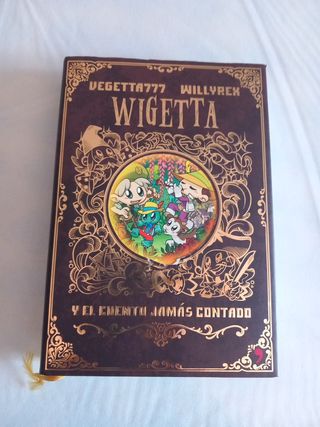 VEGETTA777 WILLYREX
WIGETTA
Y EL CUENTO JAMÁS CONTADO